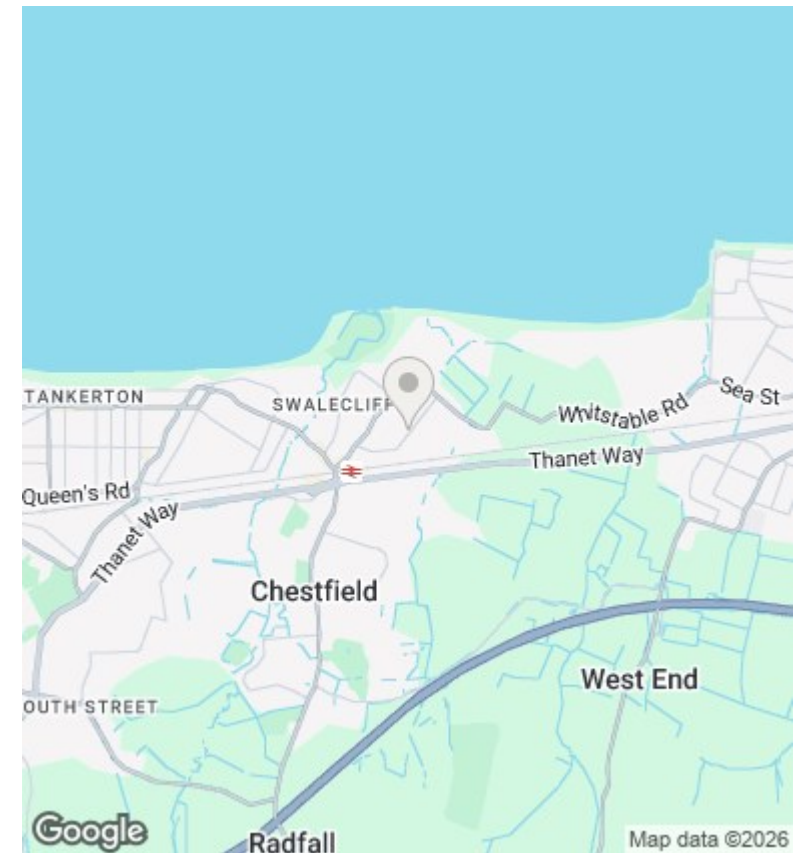 TANKERTON
SWALECLIFF
Whitstable Rd
Sea St
Thanet Way
Queen's Rd
Thanet Way
Chestfield
West End
OUTH STREET
Radfall
Google
Map data ©2026